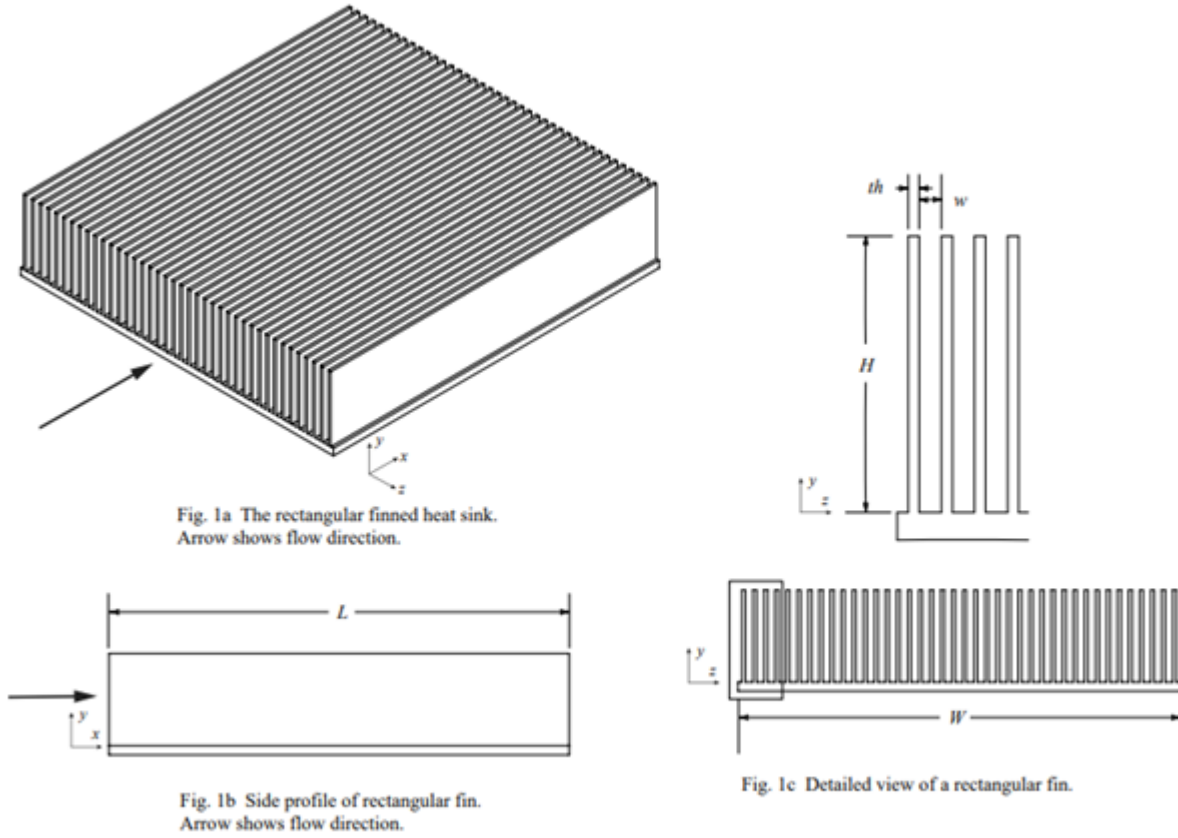 y
x
z
Fig. 1a The rectangular finned heat sink.
Arrow shows flow direction.
th
w
H
y
z
L
y
x
Fig. 1b Side profile of rectangular fin.
Arrow shows flow direction.
y
z
W
Fig. 1c Detailed view of a rectangular fin.